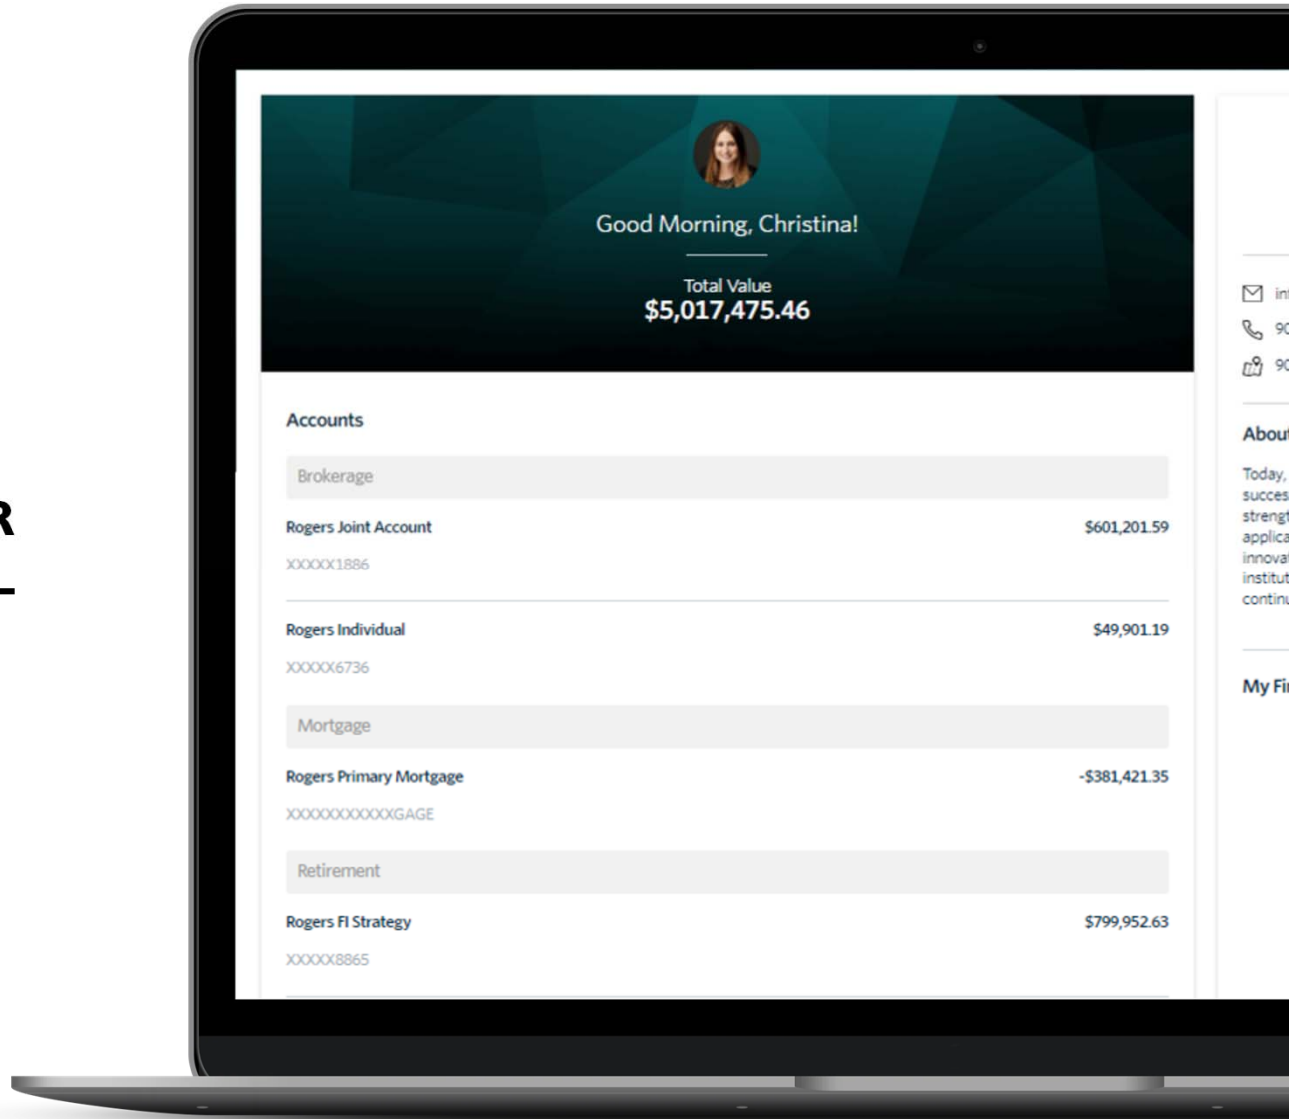 R
Good Morning, Christina!
Total Value
$5,017,475.46
Accounts
Brokerage
Rogers Joint Account $601,201.59
XXXXX1886
Rogers Individual $49,901.19
XXXXX6736
Mortgage
Rogers Primary Mortgage -$381,421.35
XXXXXXXXXXXGAGE
Retirement
Rogers FI Strategy $799,952.63
XXXXX8865
90
90
About
Today,
My